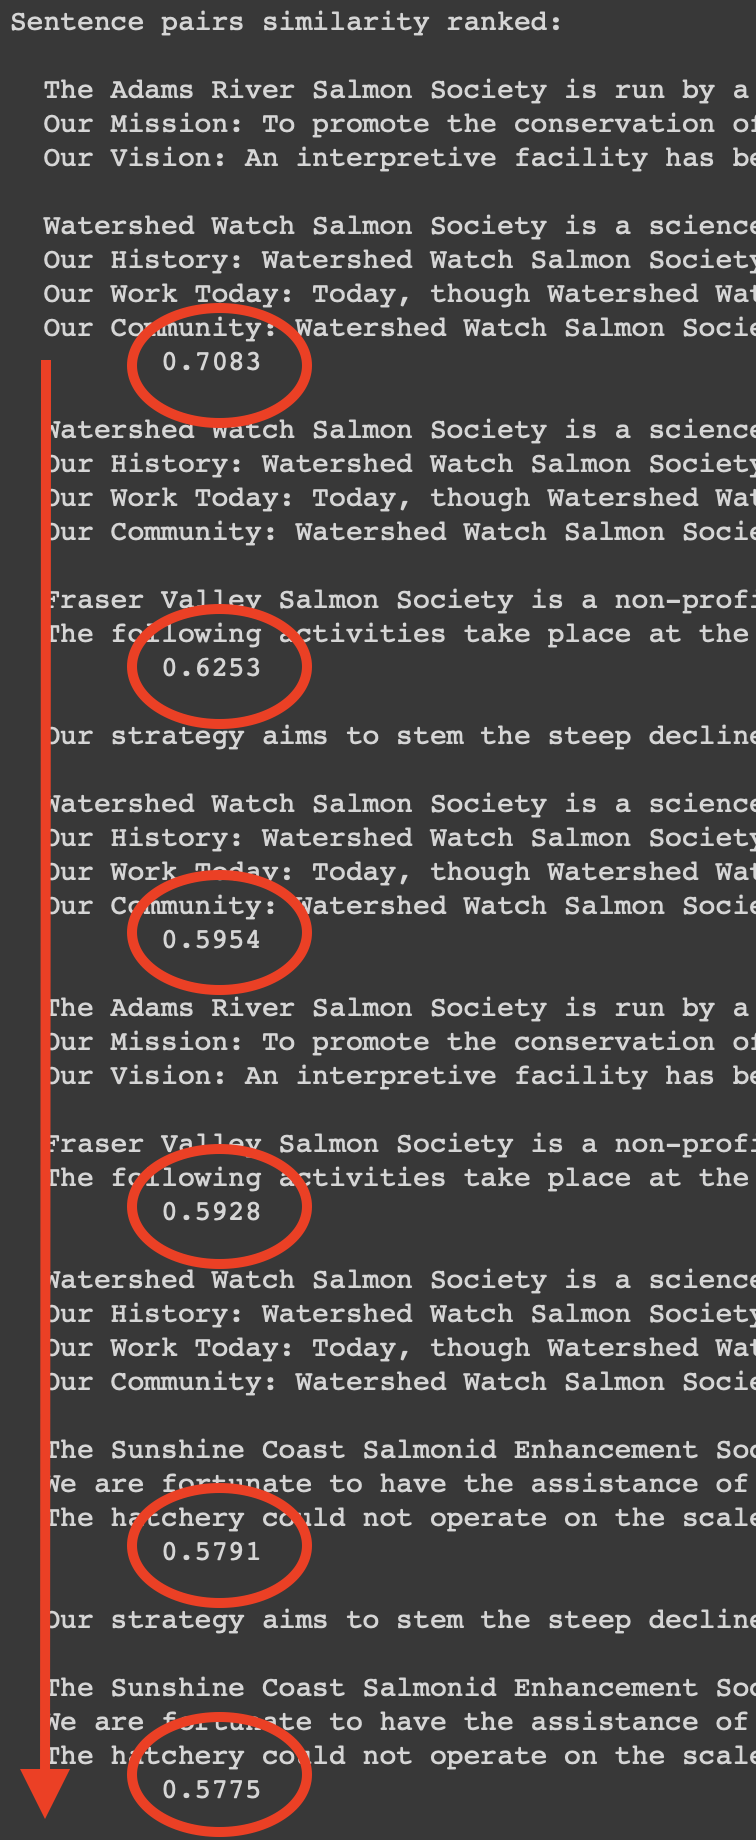 Sentence pairs similarity ranked:
The Adams River Salmon Society is run by a
Our Mission: To promote the conservation of
Our Vision: An interpretive facility has be
Watershed Watch Salmon Society is a science
Our History: Watershed Watch Salmon Society
Our Work Today: Today, though Watershed Wat
Our Community: Watershed Watch Salmon Socie
0.7083
Watershed Watch Salmon Society is a science
Our History: Watershed Watch Salmon Society
Our Work Today: Today, though Watershed Wat
Our Community: Watershed Watch Salmon Socie
Fraser Valley Salmon Society is a non-profi
The following activities take place at the
0.6253
Our strategy aims to stem the steep decline
Watershed Watch Salmon Society is a science
Our History: Watershed Watch Salmon Society
Our Work Today: Today, though Watershed Wat
Our Community: Watershed Watch Salmon Socie
0.5954
The Adams River Salmon Society is run by a
Our Mission: To promote the conservation of
Our Vision: An interpretive facility has be
Fraser Valley Salmon Society is a non-profi
The following activities take place at the
0.5928
Watershed Watch Salmon Society is a science
Our History: Watershed Watch Salmon Society
Our Work Today: Today, though Watershed Wat
Our Community: Watershed Watch Salmon Socie
The Sunshine Coast Salmonid Enhancement Soc
We are fortunate to have the assistance of
The hatchery could not operate on the scale
0.5791
Our strategy aims to stem the steep decline
The Sunshine Coast Salmonid Enhancement Soc
We are fortunate to have the assistance of
The hatchery could not operate on the scale
0.5775